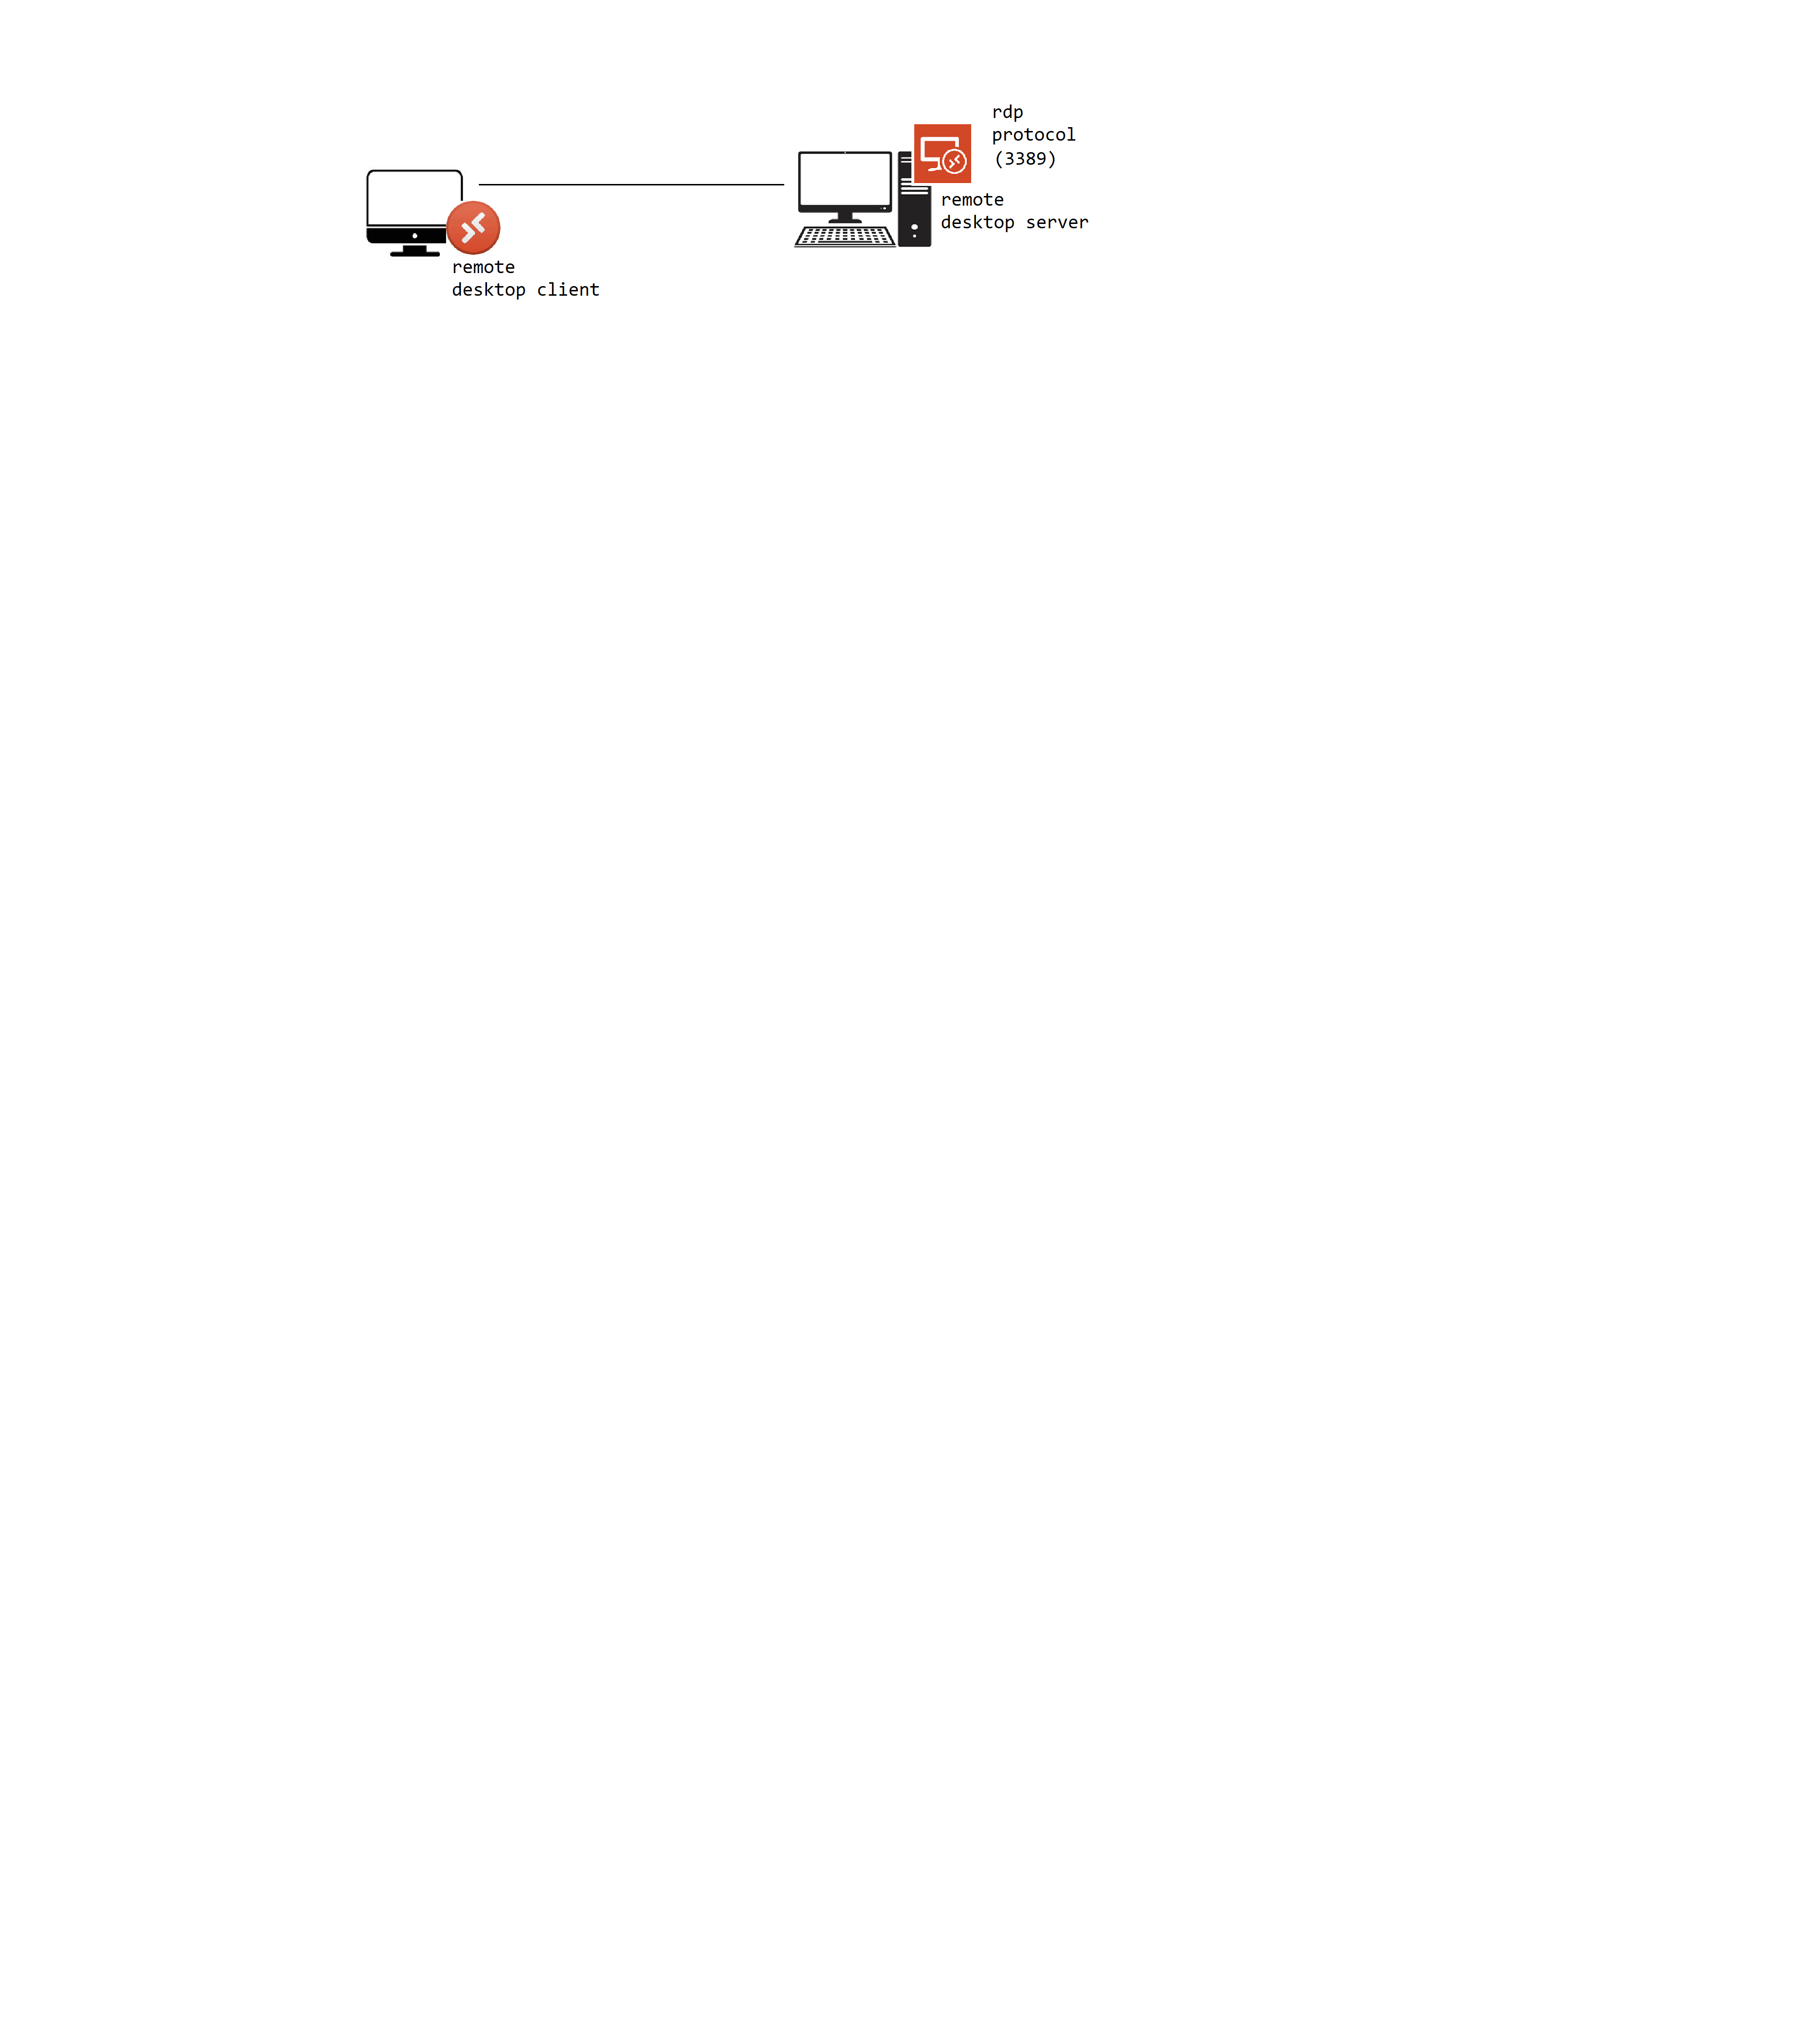 rdp
protocol
(3389)
remote
desktop server
remote
desktop client